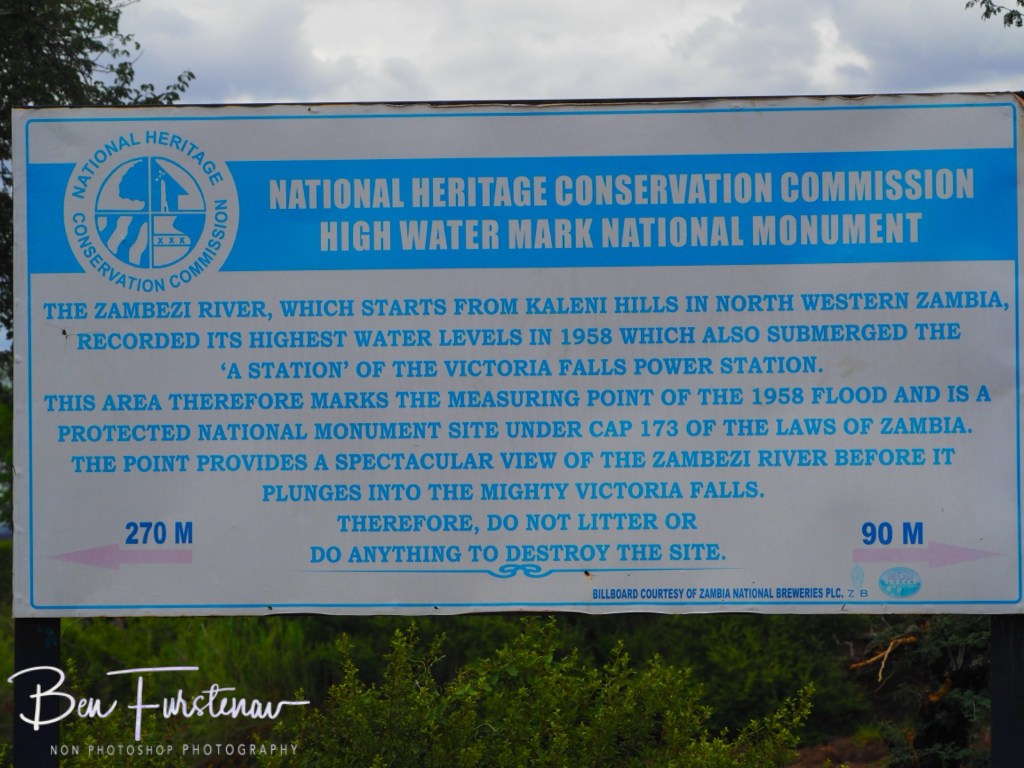 NATIONAL HERITAGE
CONSERVATION COMMISSION
XXX
NATIONAL HERITAGE CONSERVATION COMMISSION
HIGH WATER MARK NATIONAL MONUMENT
THE ZAMBEZI RIVER, WHICH STARTS FROM KALENI HILLS IN NORTH WESTERN ZAMBIA,
RECORDED ITS HIGHEST WATER LEVELS IN 1958 WHICH ALSO SUBMERGED THE
‘A STATION’ OF THE VICTORIA FALLS POWER STATION.
THIS AREA THEREFORE MARKS THE MEASURING POINT OF THE 1958 FLOOD AND IS A
PROTECTED NATIONAL MONUMENT SITE UNDER CAP 173 OF THE LAWS OF ZAMBIA.
THE POINT PROVIDES A SPECTACULAR VIEW OF THE ZAMBEZI RIVER BEFORE IT
PLUNGES INTO THE MIGHTY VICTORIA FALLS.
THEREFORE, DO NOT LITTER OR
DO ANYTHING TO DESTROY THE SITE.
270 M
90 M
BILLBOARD COURTESY OF ZAMBIA NATIONAL BREWERIES PLC. Z B
BEN FURSTENAU
NON PHOTOSHOP PHOTOGRAPHY